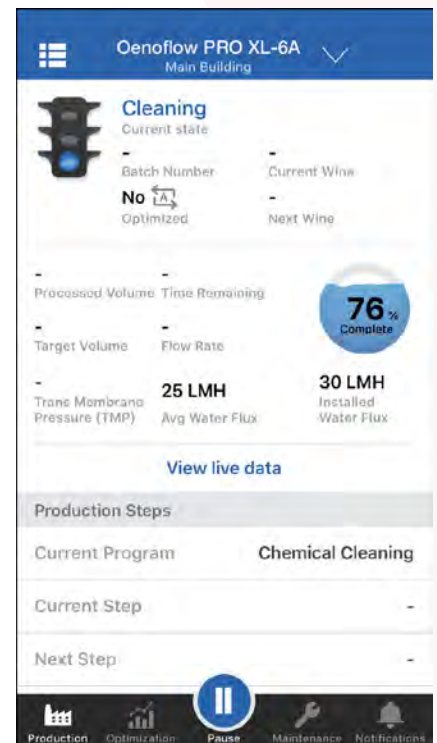 Oenoflow PRO XL-6A
Main Building
Cleaning
Current state
- -
Batch Number Current Wine
No A -
Optimized Next Wine
- -
Processed Volume Time Remaining
76 %
Complete
- -
Target Volume Flow Rate
- 25 LMH 30 LMH
Trans Membrane Installed
Pressure (TMP) Avg Water Flux Water Flux
View live data
Production Steps
Current Program Chemical Cleaning
Current Step -
Next Step -
Production Optimization Pause Maintenance Notifications